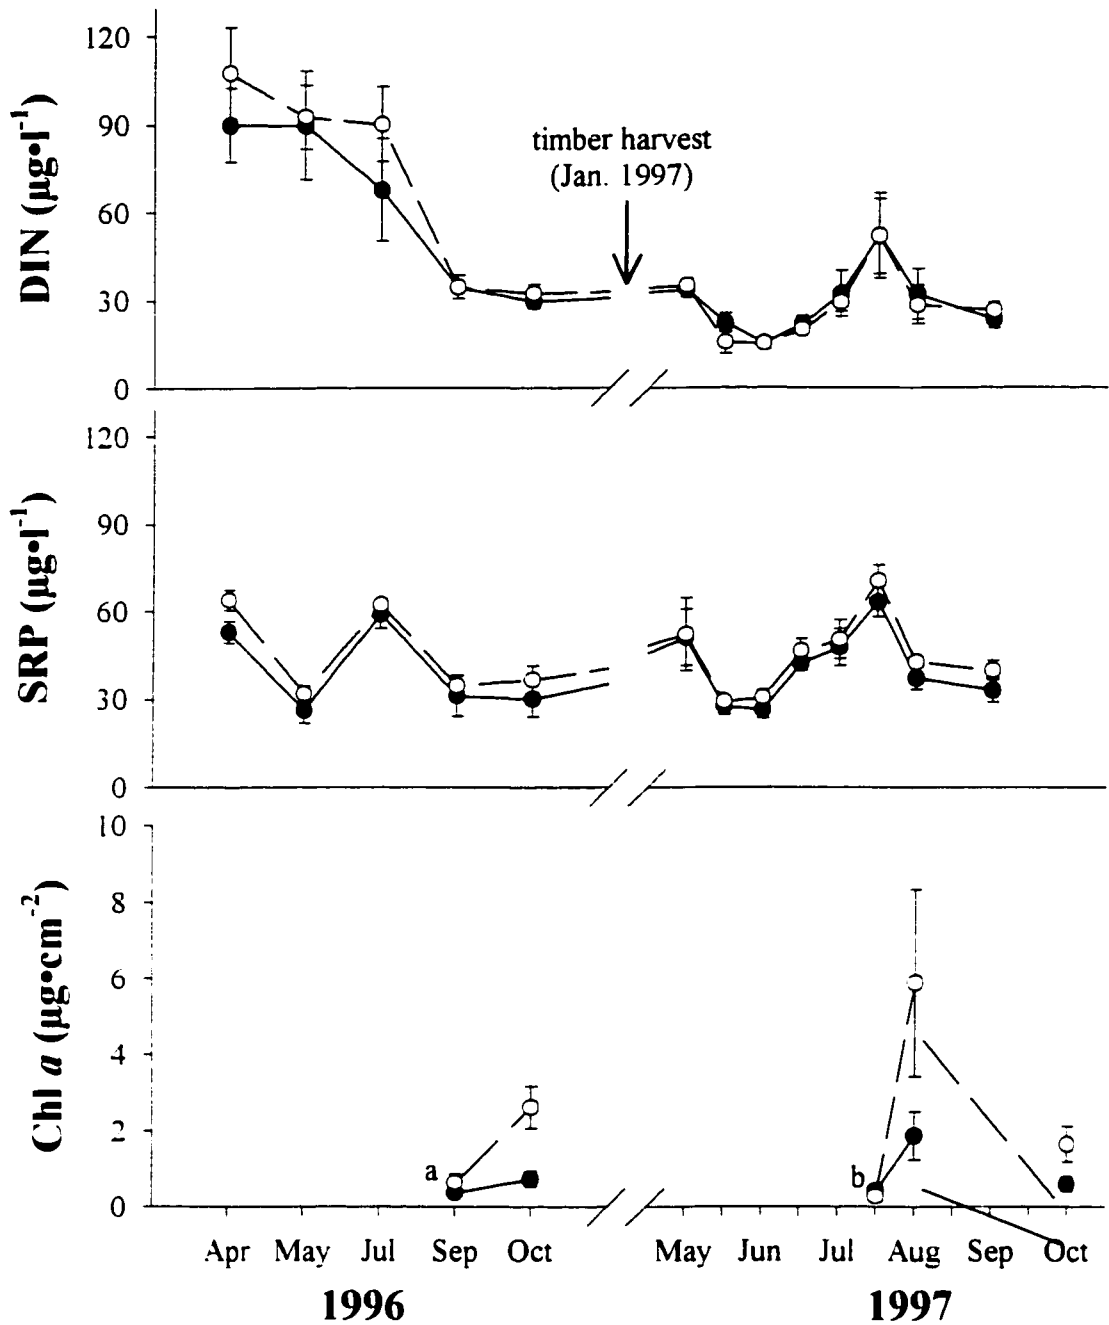 DIN (µg•l⁻¹)
120
90
60
30
0
timber harvest
(Jan. 1997)
SRP (µg•l⁻¹)
120
90
60
30
0
Chl a (µg•cm⁻²)
10
8
6
4
2
0
a
b
Apr May Jul Sep Oct May Jun Jul Aug Sep Oct
1996 1997